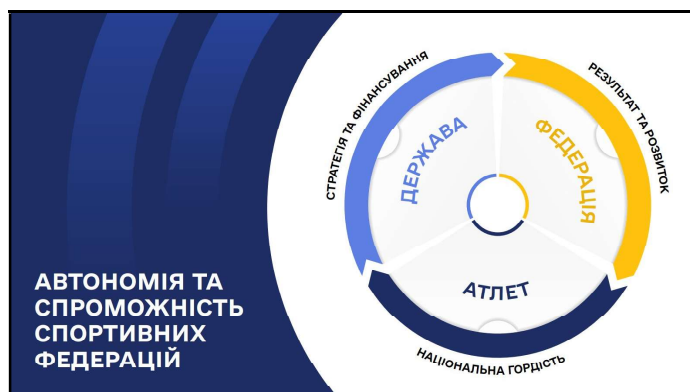 АВТОНОМІЯ ТА
СПРОМОЖНІСТЬ
СПОРТИВНИХ
ФЕДЕРАЦІЙ
СТРАТЕГІЯ ТА ФІНАНСУВАННЯ
ДЕРЖАВА
ФЕДЕРАЦІЯ
РЕЗУЛЬТАТ ТА РОЗВИТОК
АТЛЕТ
НАЦІОНАЛЬНА ГОРДІСТЬ